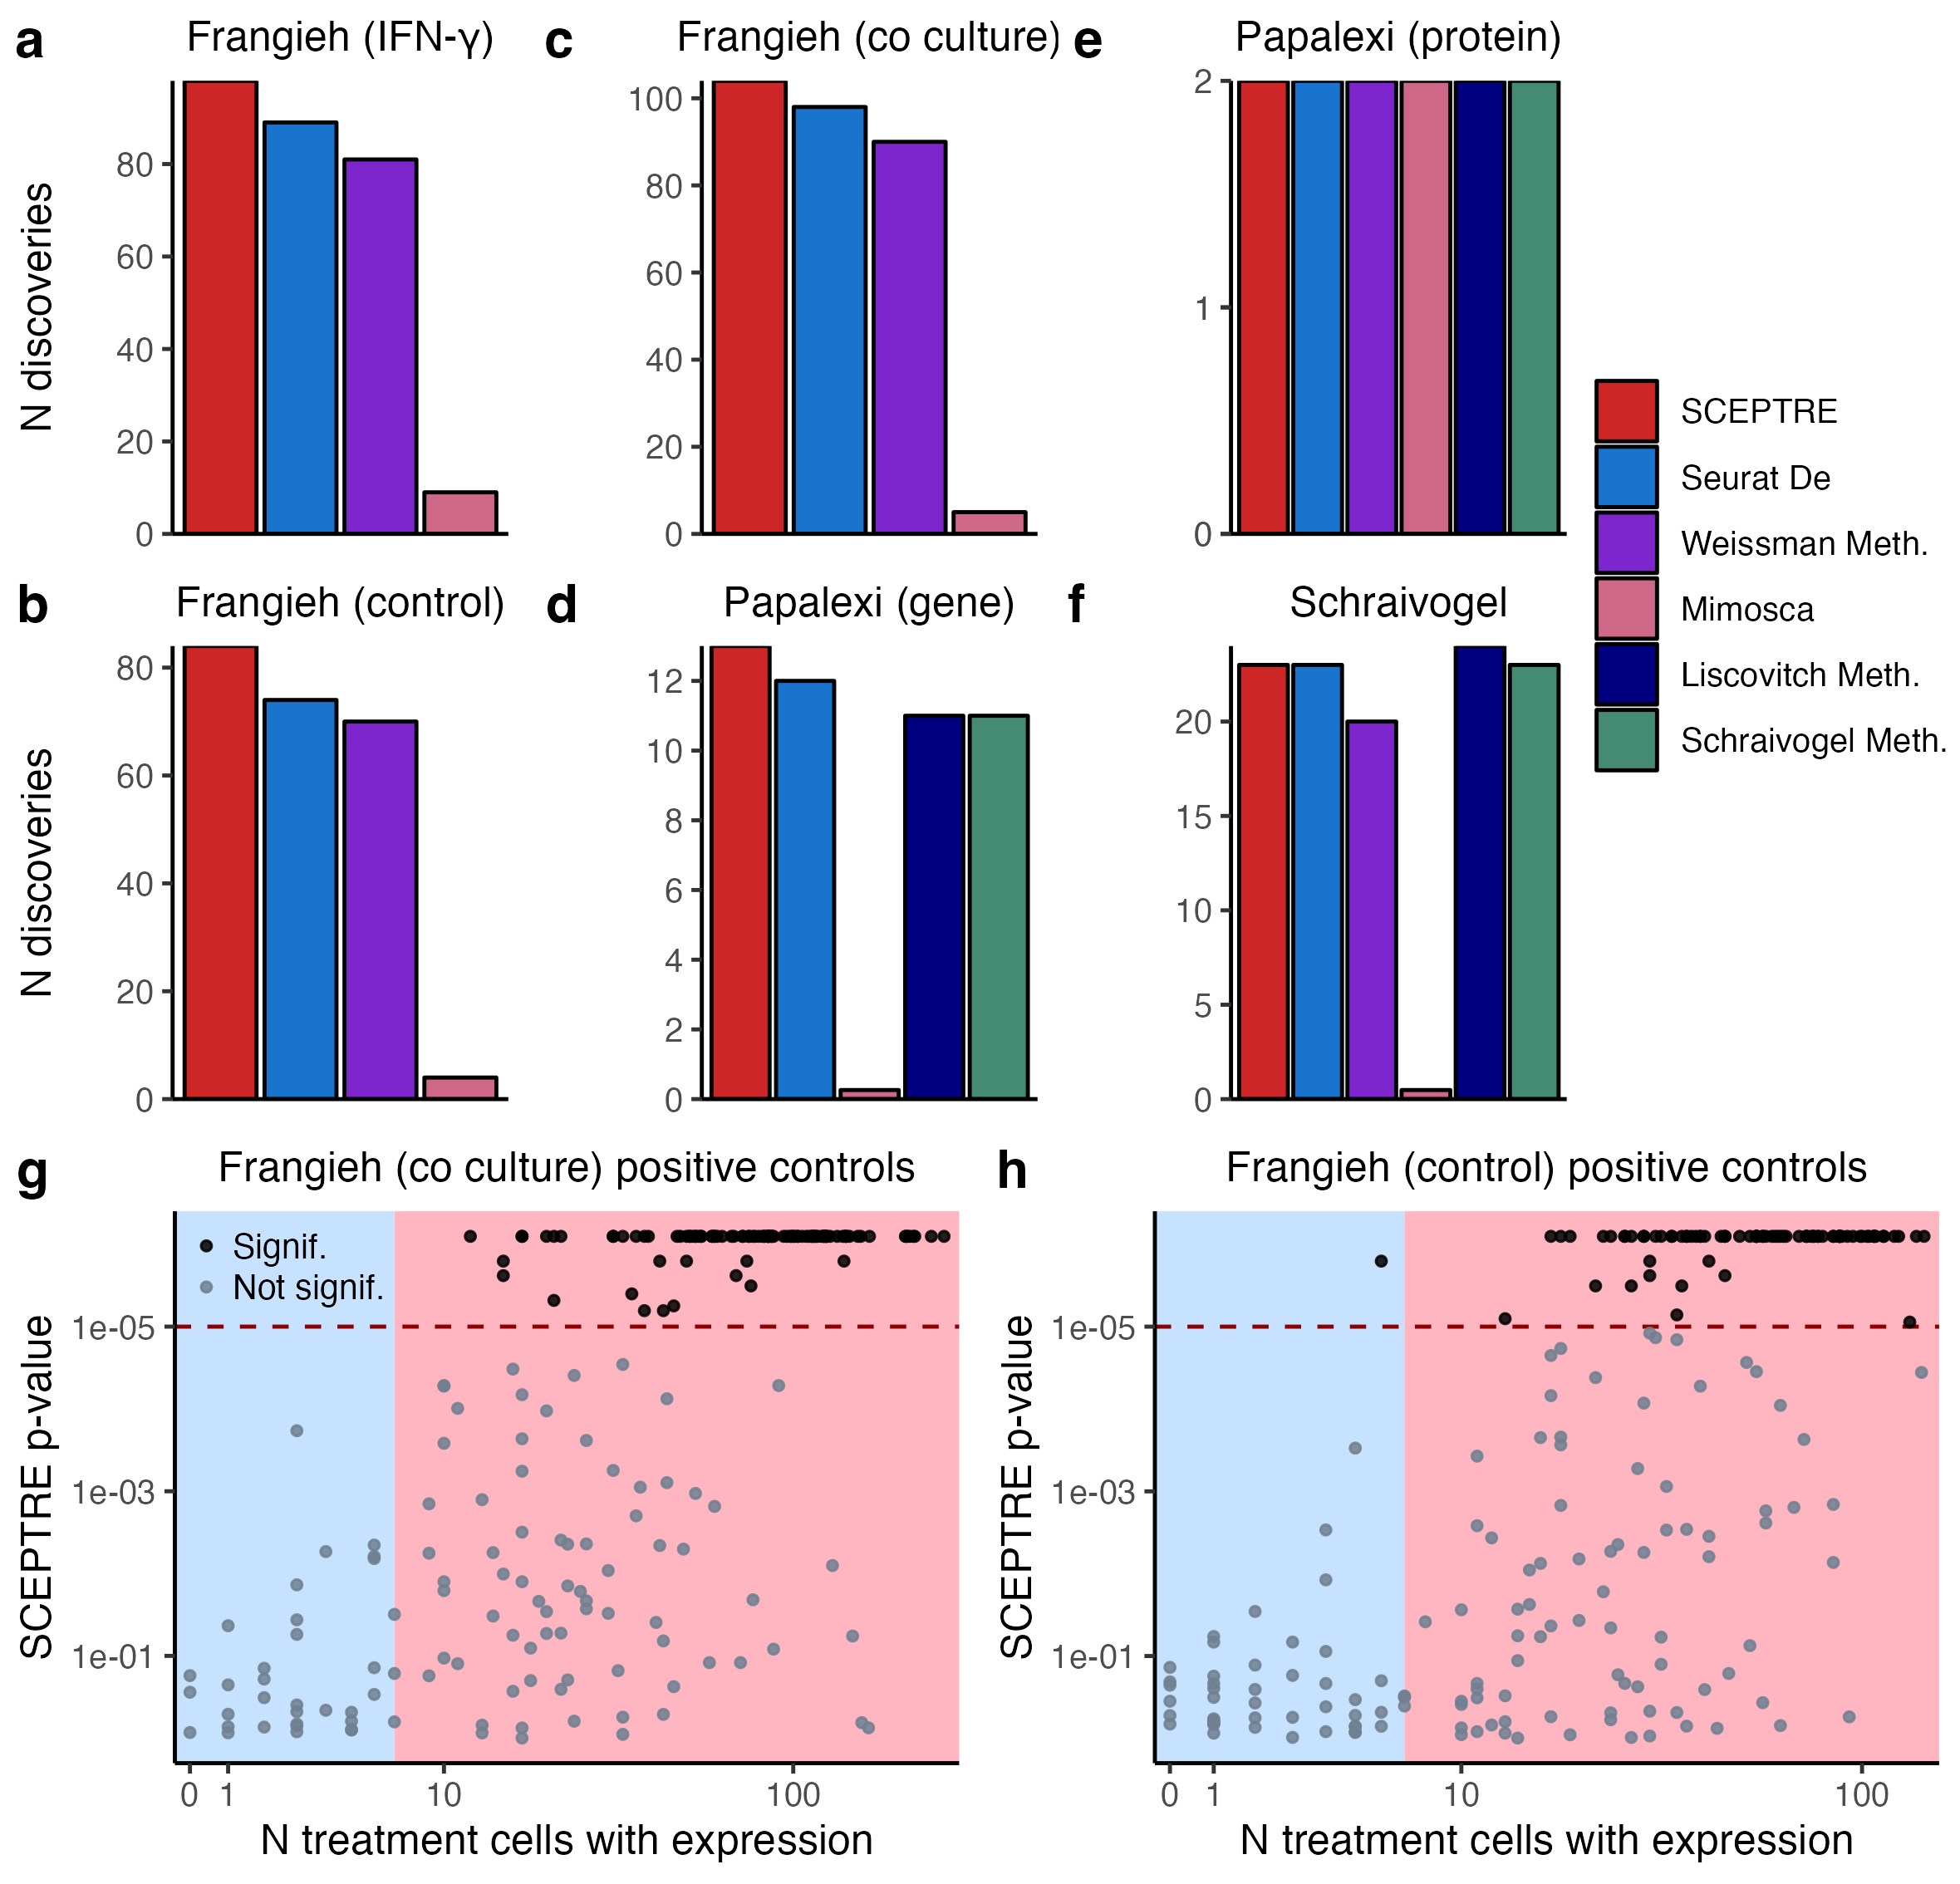 a
Frangieh (IFN-γ)
N discoveries
80
60
40
20
0
c
Frangieh (co culture)
100
80
60
40
20
0
e
Papalexi (protein)
2
1
0
SCEPTRE
Seurat De
Weissman Meth.
Mimosca
Liscovitch Meth.
Schraivogel Meth.
b
Frangieh (control)
N discoveries
80
60
40
20
0
d
Papalexi (gene)
12
10
8
6
4
2
0
f
Schraivogel
20
15
10
5
0
g
Frangieh (co culture) positive controls
Signif.
Not signif.
SCEPTRE p-value
1e-05
1e-03
1e-01
0 1 10 100
N treatment cells with expression
h
Frangieh (control) positive controls
SCEPTRE p-value
1e-05
1e-03
1e-01
0 1 10 100
N treatment cells with expression